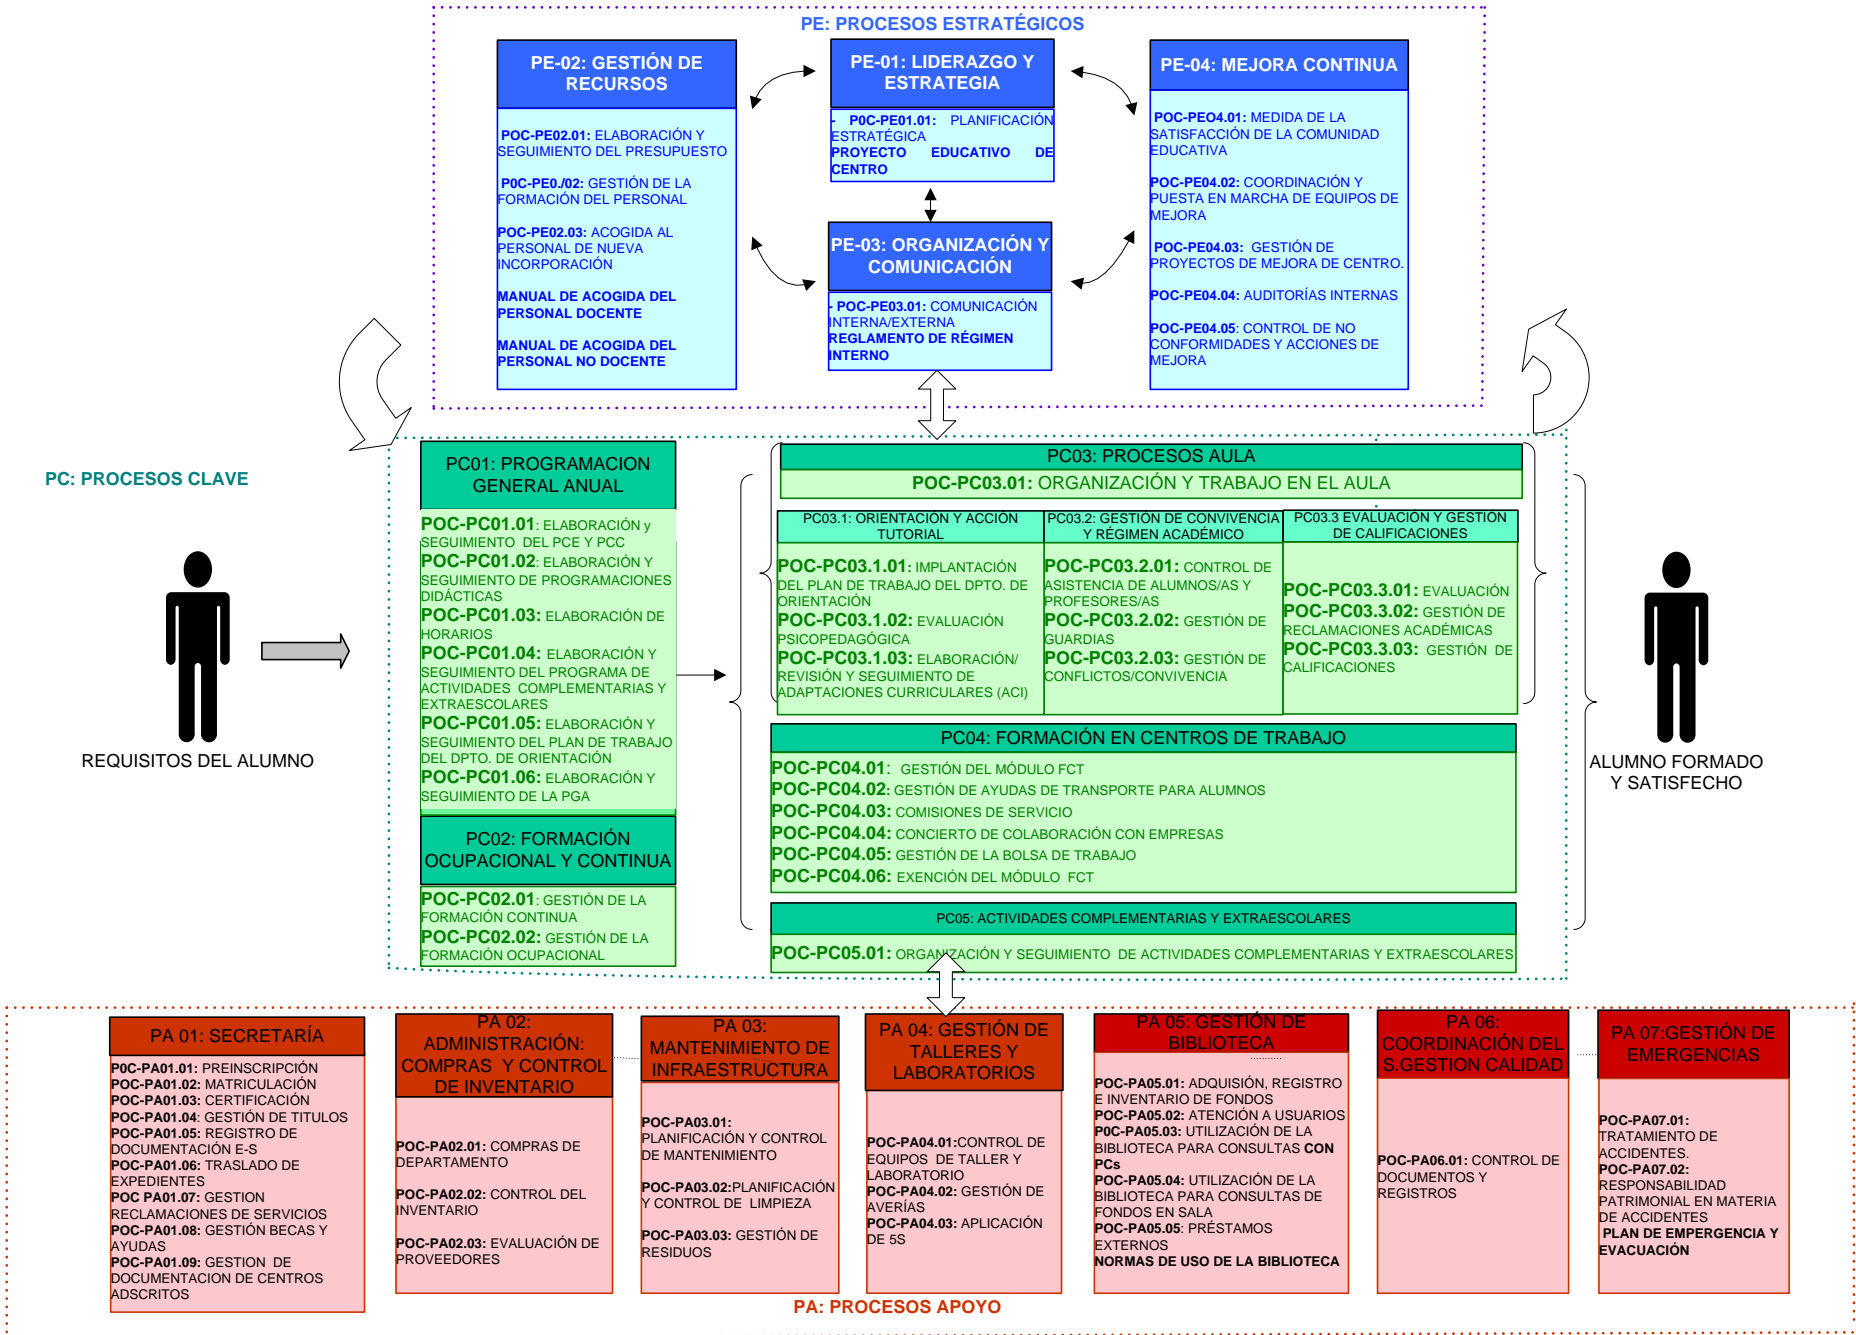 PE: PROCESOS ESTRATÉGICOS
PE-02: GESTIÓN DE
RECURSOS
POC-PE02.01: ELABORACIÓN Y
SEGUIMIENTO DEL PRESUPUESTO
P0C-PE0./02: GESTIÓN DE LA
FORMACIÓN DEL PERSONAL
POC-PE02.03: ACOGIDA AL
PERSONAL DE NUEVA
INCORPORACIÓN
MANUAL DE ACOGIDA DEL
PERSONAL DOCENTE
MANUAL DE ACOGIDA DEL
PERSONAL NO DOCENTE
PE-01: LIDERAZGO Y
ESTRATEGIA
- P0C-PE01.01: PLANIFICACIÓN
ESTRATÉGICA
PROYECTO EDUCATIVO DE
CENTRO
PE-03: ORGANIZACIÓN Y
COMUNICACIÓN
- POC-PE03.01: COMUNICACIÓN
INTERNA/EXTERNA
REGLAMENTO DE RÉGIMEN
INTERNO
PE-04: MEJORA CONTINUA
POC-PEO4.01: MEDIDA DE LA
SATISFACCIÓN DE LA COMUNIDAD
EDUCATIVA
POC-PE04.02: COORDINACIÓN Y
PUESTA EN MARCHA DE EQUIPOS DE
MEJORA
POC-PE04.03: GESTIÓN DE
PROYECTOS DE MEJORA DE CENTRO.
POC-PE04.04: AUDITORÍAS INTERNAS
POC-PE04.05: CONTROL DE NO
CONFORMIDADES Y ACCIONES DE
MEJORA
PC: PROCESOS CLAVE
REQUISITOS DEL ALUMNO
PC01: PROGRAMACION
GENERAL ANUAL
POC-PC01.01: ELABORACIÓN y
SEGUIMIENTO DEL PCE Y PCC
POC-PC01.02: ELABORACIÓN Y
SEGUIMIENTO DE PROGRAMACIONES
DIDÁCTICAS
POC-PC01.03: ELABORACIÓN DE
HORARIOS
POC-PC01.04: ELABORACIÓN Y
SEGUIMIENTO DEL PROGRAMA DE
ACTIVIDADES COMPLEMENTARIAS Y
EXTRAESCOLARES
POC-PC01.05: ELABORACIÓN Y
SEGUIMIENTO DEL PLAN DE TRABAJO
DEL DPTO. DE ORIENTACIÓN
POC-PC01.06: ELABORACIÓN Y
SEGUIMIENTO DE LA PGA
PC02: FORMACIÓN
OCUPACIONAL Y CONTINUA
POC-PC02.01: GESTIÓN DE LA
FORMACIÓN CONTINUA
POC-PC02.02: GESTIÓN DE LA
FORMACIÓN OCUPACIONAL
PC03: PROCESOS AULA
POC-PC03.01: ORGANIZACIÓN Y TRABAJO EN EL AULA
PC03.1: ORIENTACIÓN Y ACCIÓN
TUTORIAL
POC-PC03.1.01: IMPLANTACIÓN
DEL PLAN DE TRABAJO DEL DPTO. DE
ORIENTACIÓN
POC-PC03.1.02: EVALUACIÓN
PSICOPEDAGÓGICA
POC-PC03.1.03: ELABORACIÓN/
REVISIÓN Y SEGUIMIENTO DE
ADAPTACIONES CURRICULARES (ACI)
PC03.2: GESTIÓN DE CONVIVENCIA
Y RÉGIMEN ACADÉMICO
POC-PC03.2.01: CONTROL DE
ASISTENCIA DE ALUMNOS/AS Y
PROFESORES/AS
POC-PC03.2.02: GESTIÓN DE
GUARDIAS
POC-PC03.2.03: GESTIÓN DE
CONFLICTOS/CONVIVENCIA
PC03.3 EVALUACIÓN Y GESTIÓN
DE CALIFICACIONES
POC-PC03.3.01: EVALUACIÓN
POC-PC03.3.02: GESTIÓN DE
RECLAMACIONES ACADÉMICAS
POC-PC03.3.03: GESTIÓN DE
CALIFICACIONES
PC04: FORMACIÓN EN CENTROS DE TRABAJO
POC-PC04.01: GESTIÓN DEL MÓDULO FCT
POC-PC04.02: GESTIÓN DE AYUDAS DE TRANSPORTE PARA ALUMNOS
POC-PC04.03: COMISIONES DE SERVICIO
POC-PC04.04: CONCIERTO DE COLABORACIÓN CON EMPRESAS
POC-PC04.05: GESTIÓN DE LA BOLSA DE TRABAJO
POC-PC04.06: EXENCIÓN DEL MÓDULO FCT
PC05: ACTIVIDADES COMPLEMENTARIAS Y EXTRAESCOLARES
POC-PC05.01: ORGANIZACIÓN Y SEGUIMIENTO DE ACTIVIDADES COMPLEMENTARIAS Y EXTRAESCOLARES
ALUMNO FORMADO
Y SATISFECHO
PA 01: SECRETARÍA
P0C-PA01.01: PREINSCRIPCIÓN
POC-PA01.02: MATRICULACIÓN
POC-PA01.03: CERTIFICACIÓN
POC-PA01.04: GESTIÓN DE TITULOS
POC-PA01.05: REGISTRO DE
DOCUMENTACIÓN E-S
POC-PA01.06: TRASLADO DE
EXPEDIENTES
POC PA01.07: GESTION
RECLAMACIONES DE SERVICIOS
POC-PA01.08: GESTIÓN BECAS Y
AYUDAS
POC-PA01.09: GESTION DE
DOCUMENTACION DE CENTROS
ADSCRITOS
PA 02:
ADMINISTRACIÓN:
COMPRAS Y CONTROL
DE INVENTARIO
POC-PA02.01: COMPRAS DE
DEPARTAMENTO
POC-PA02.02: CONTROL DEL
INVENTARIO
POC-PA02.03: EVALUACIÓN DE
PROVEEDORES
PA 03:
MANTENIMIENTO DE
INFRAESTRUCTURA
POC-PA03.01:
PLANIFICACIÓN Y CONTROL
DE MANTENIMIENTO
POC-PA03.02:PLANIFICACIÓN
Y CONTROL DE LIMPIEZA
POC-PA03.03: GESTIÓN DE
RESIDUOS
PA 04: GESTIÓN DE
TALLERES Y
LABORATORIOS
POC-PA04.01:CONTROL DE
EQUIPOS DE TALLER Y
LABORATORIO
POC-PA04.02: GESTIÓN DE
AVERÍAS
POC-PA04.03: APLICACIÓN
DE 5S
PA 05: GESTIÓN DE
BIBLIOTECA
POC-PA05.01: ADQUISIÓN, REGISTRO
E INVENTARIO DE FONDOS
POC-PA05.02: ATENCIÓN A USUARIOS
P0C-PA05.03: UTILIZACIÓN DE LA
BIBLIOTECA PARA CONSULTAS CON
PCs
POC-PA05.04: UTILIZACIÓN DE LA
BIBLIOTECA PARA CONSULTAS DE
FONDOS EN SALA
POC-PA05.05: PRÉSTAMOS
EXTERNOS
NORMAS DE USO DE LA BIBLIOTECA
PA 06:
COORDINACIÓN DEL
S.GESTION CALIDAD
POC-PA06.01: CONTROL DE
DOCUMENTOS Y
REGISTROS
PA 07:GESTIÓN DE
EMERGENCIAS
POC-PA07.01:
TRATAMIENTO DE
ACCIDENTES.
POC-PA07.02:
RESPONSABILIDAD
PATRIMONIAL EN MATERIA
DE ACCIDENTES
PLAN DE EMPERGENCIA Y
EVACUACIÓN
PA: PROCESOS APOYO